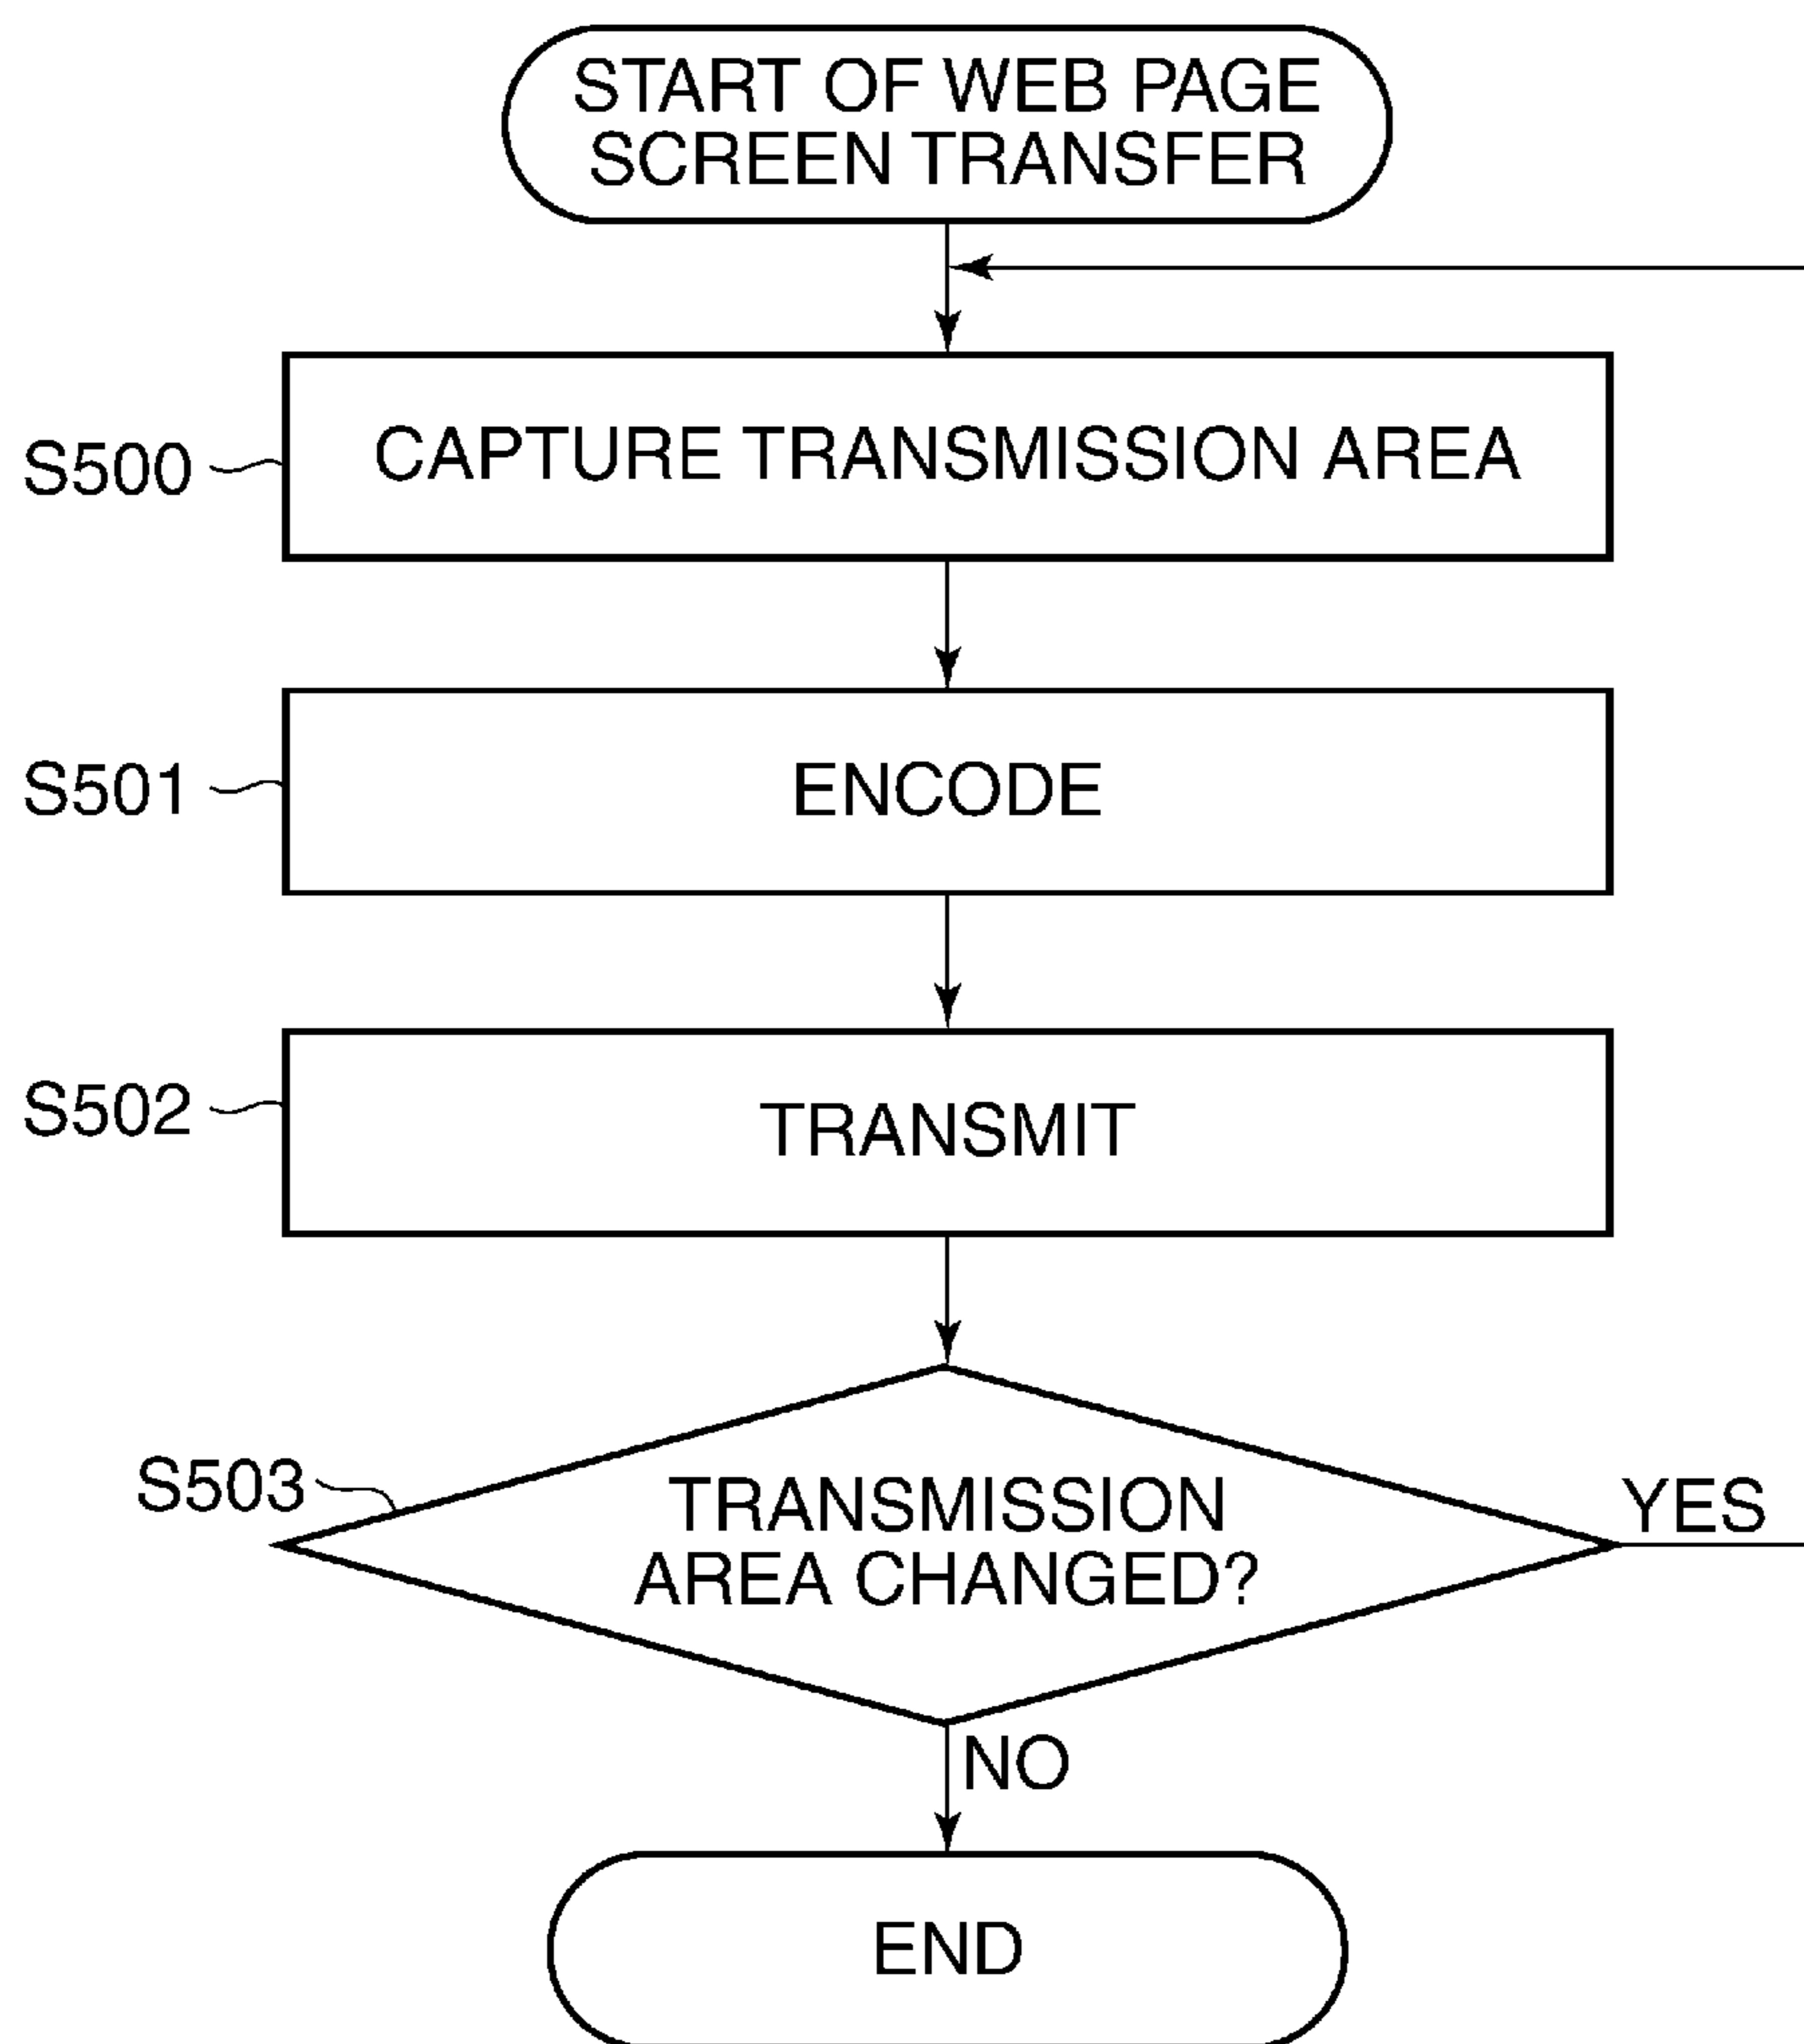 START OF WEB PAGE
SCREEN TRANSFER
S500
CAPTURE TRANSMISSION AREA
S501
ENCODE
S502
TRANSMIT
S503
TRANSMISSION
AREA CHANGED?
YES
NO
END